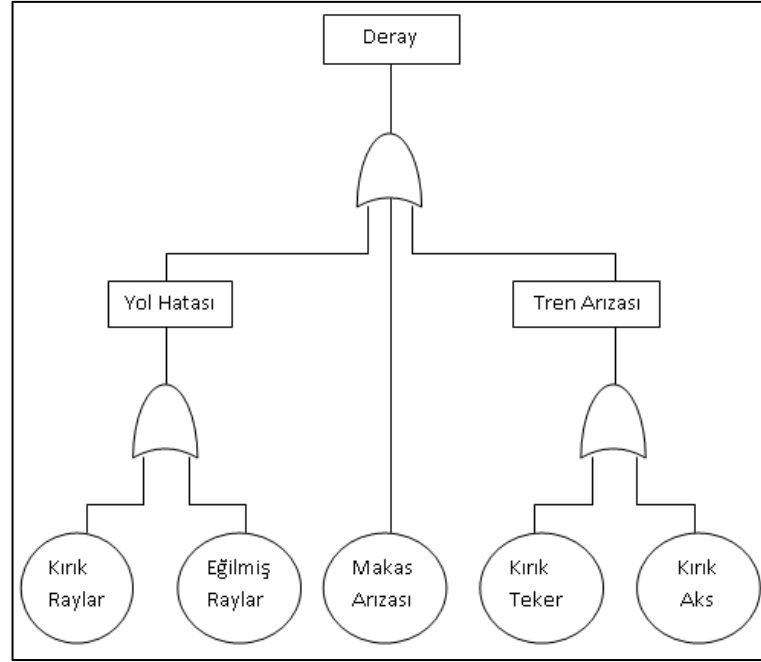 Deray
Yol Hatası
Tren Arızası
Kırık
Raylar
Eğilmiş
Raylar
Makas
Arızası
Kırık
Teker
Kırık
Aks